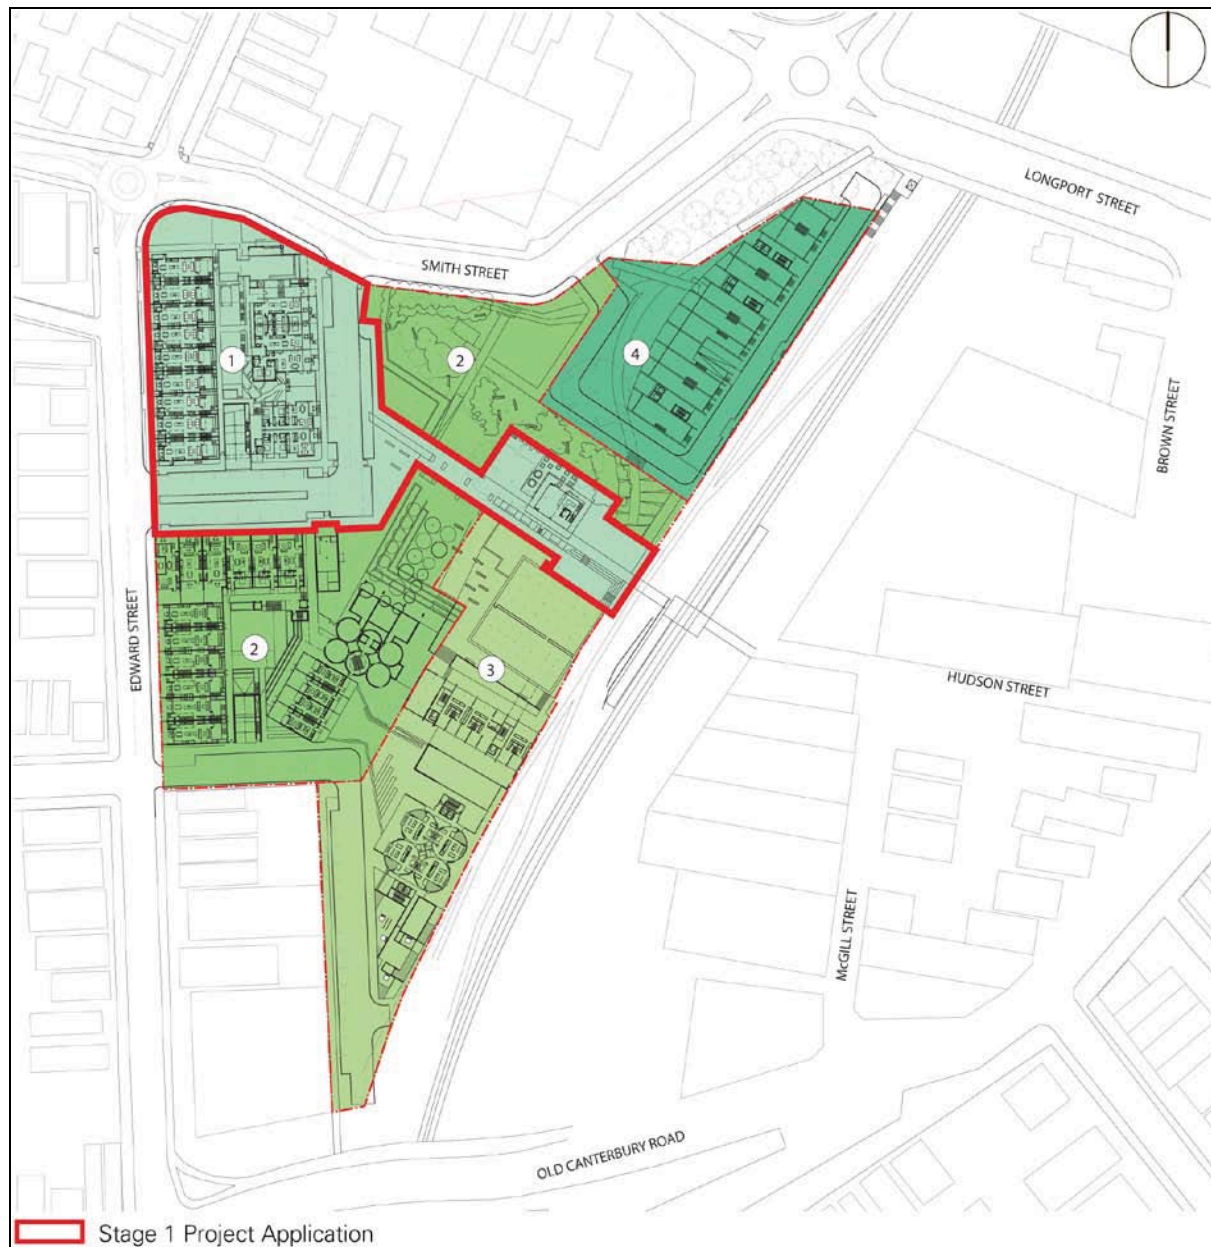 LONGPORT STREET
SMITH STREET
1
2
4
BROWN STREET
EDWARD STREET
2
3
HUDSON STREET
McGILL STREET
OLD CANTERBURY ROAD
Stage 1 Project Application